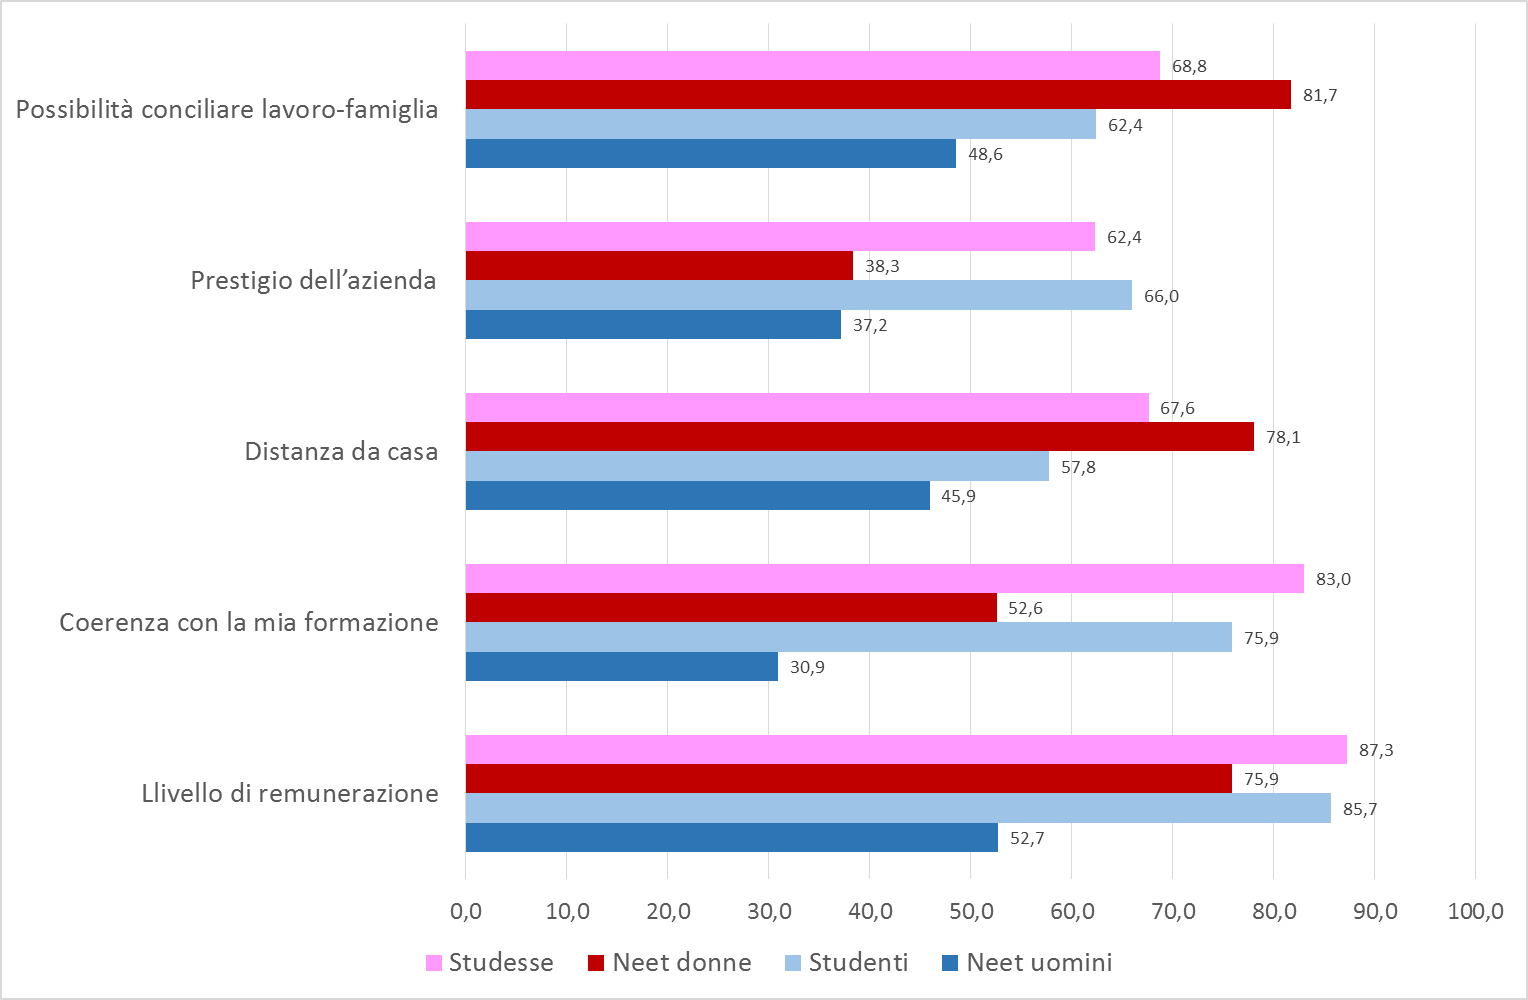 Possibilità conciliare lavoro-famiglia
68,8
81,7
62,4
48,6
Prestigio dell’azienda
62,4
38,3
66,0
37,2
Distanza da casa
67,6
78,1
57,8
45,9
Coerenza con la mia formazione
83,0
52,6
75,9
30,9
Llivello di remunerazione
87,3
75,9
85,7
52,7
0,0 10,0 20,0 30,0 40,0 50,0 60,0 70,0 80,0 90,0 100,0
Studesse Neet donne Studenti Neet uomini